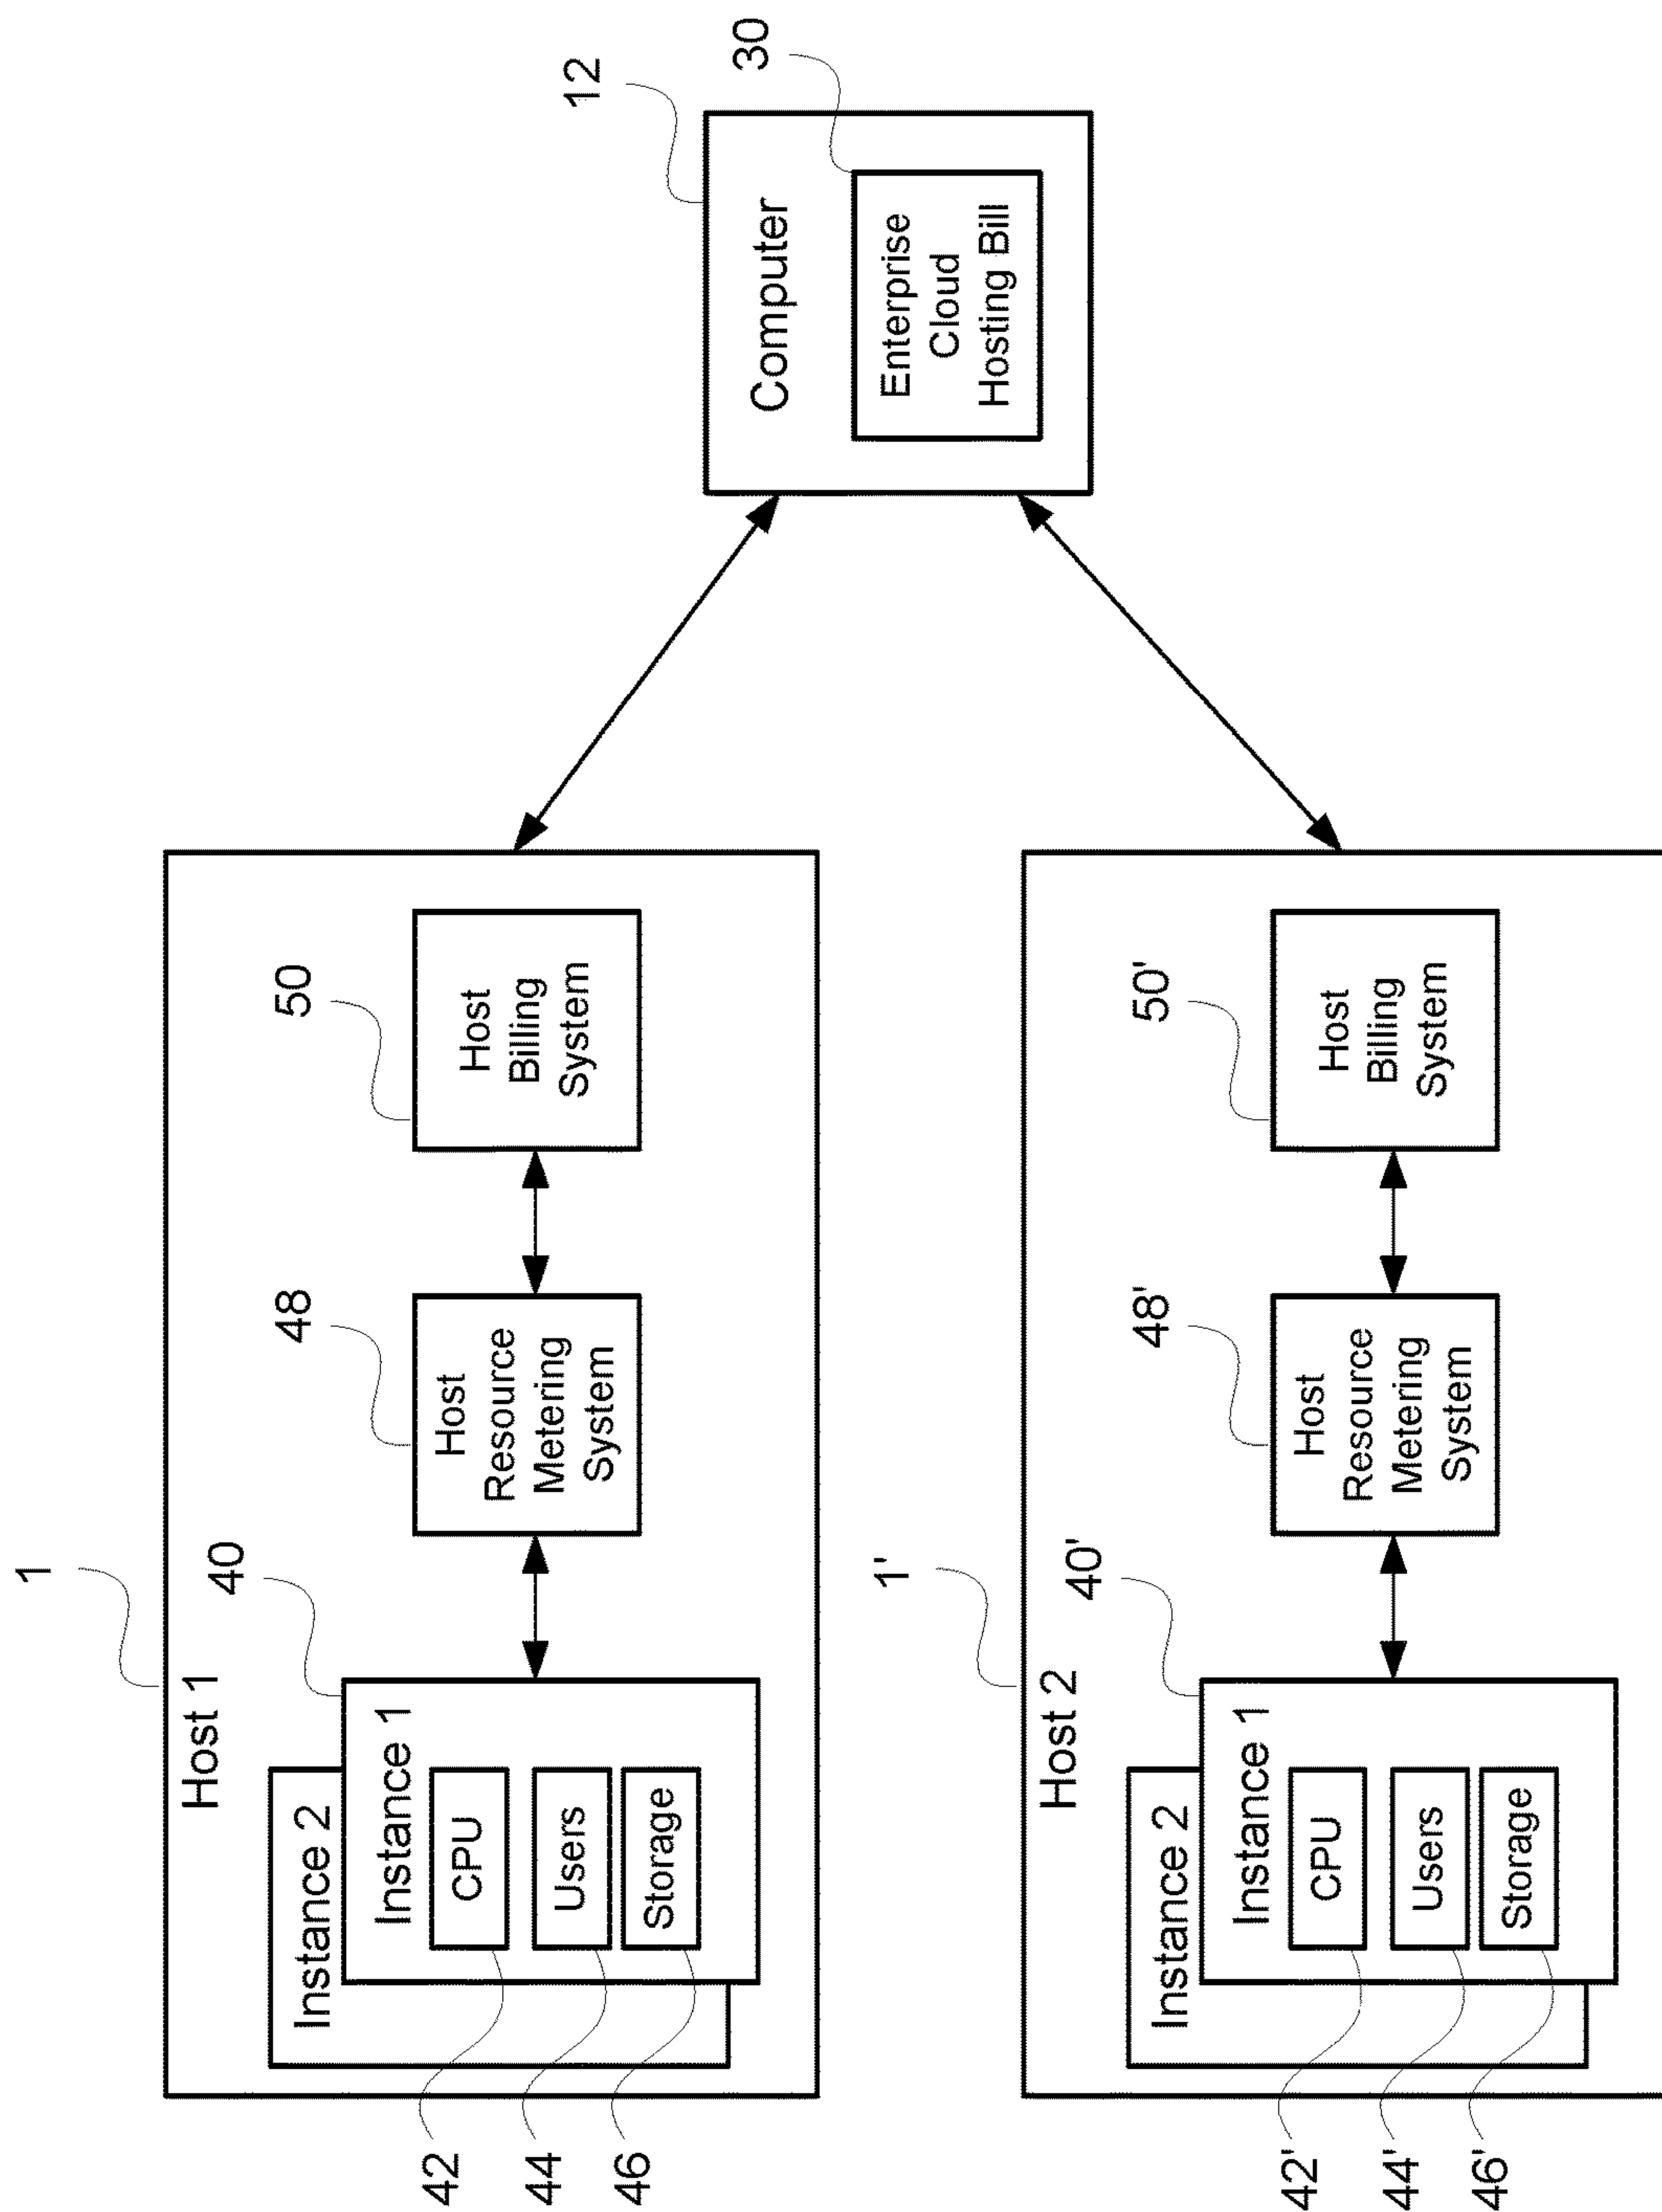 1
Host 1
40
Instance 2
Instance 1
CPU
Users
Storage
42
44
46
48
Host
Resource
Metering
System
50
Host
Billing
System
1'
Host 2
40'
Instance 2
Instance 1
CPU
Users
Storage
42'
44'
46'
48'
Host
Resource
Metering
System
50'
Host
Billing
System
12
Computer
30
Enterprise
Cloud
Hosting Bill